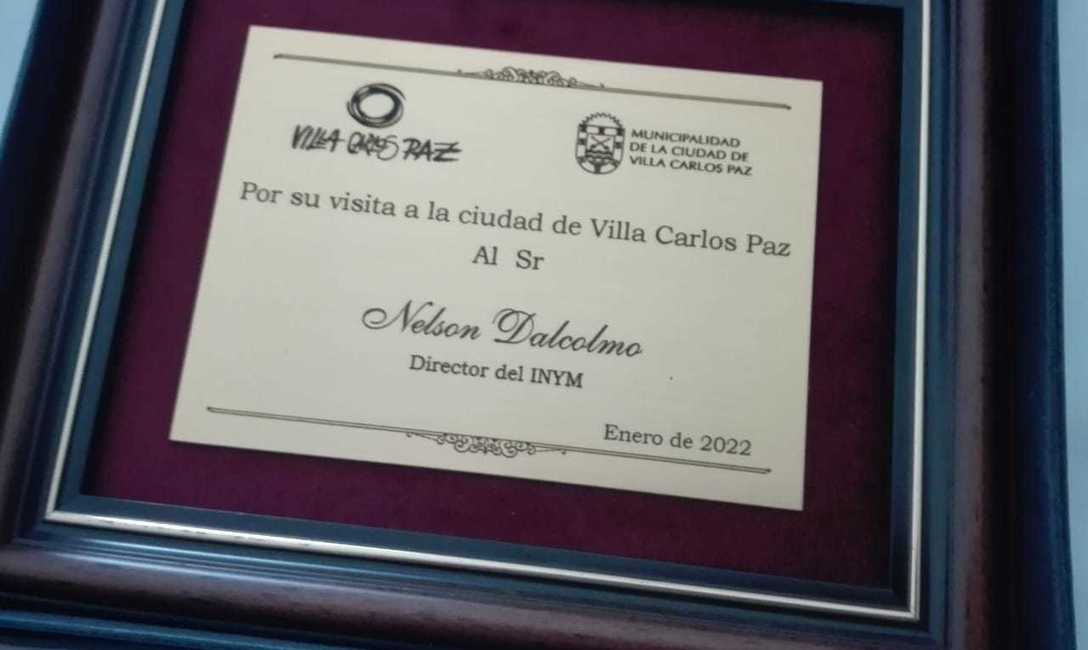 VILLA CARLOS PAZ
MUNICIPALIDAD
DE LA CIUDAD DE
VILLA CARLOS PAZ
Por su visita a la ciudad de Villa Carlos Paz
Al Sr
Nelson Dalcolmo
Director del INYM
Enero de 2022